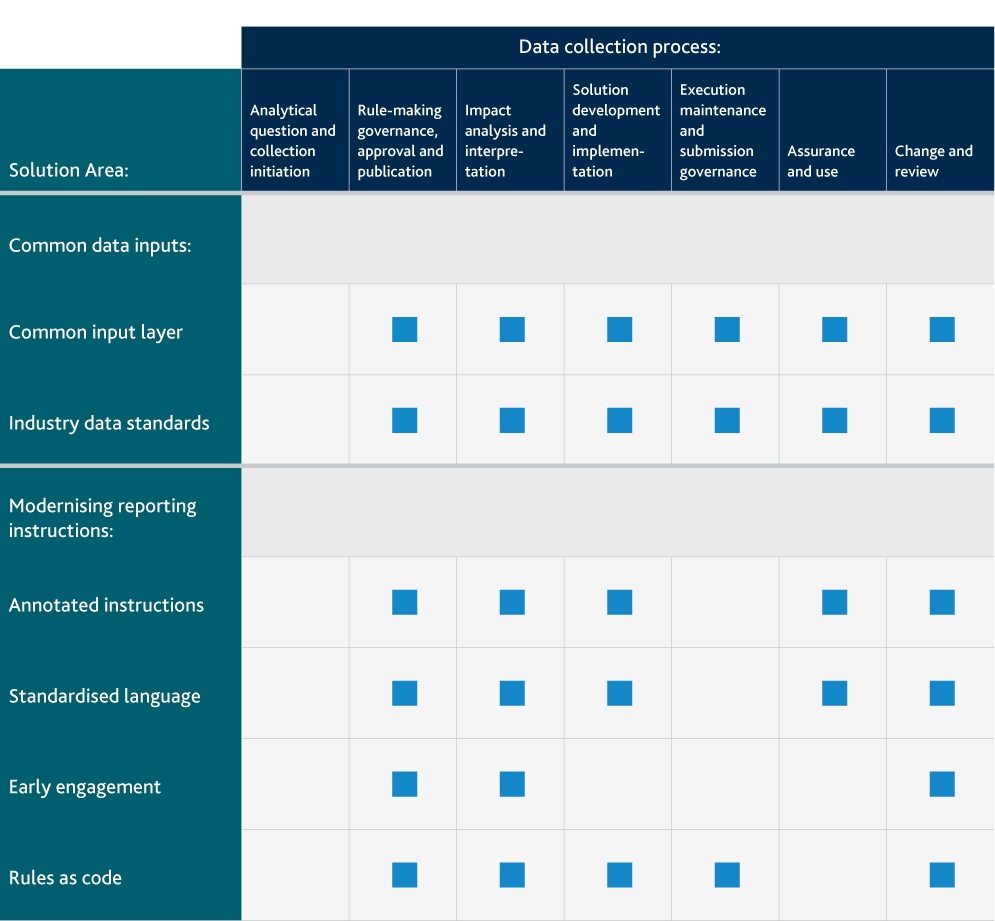 Data collection process:
Solution Area:
Analytical
question and
collection
initiation
Rule-making
governance,
approval and
publication
Impact
analysis and
interpre-
tation
Solution
development
and
implemen-
tation
Execution
maintenance
and
submission
governance
Assurance
and use
Change and
review
Common data inputs:
Common input layer
Industry data standards
Modernising reporting
instructions:
Annotated instructions
Standardised language
Early engagement
Rules as code